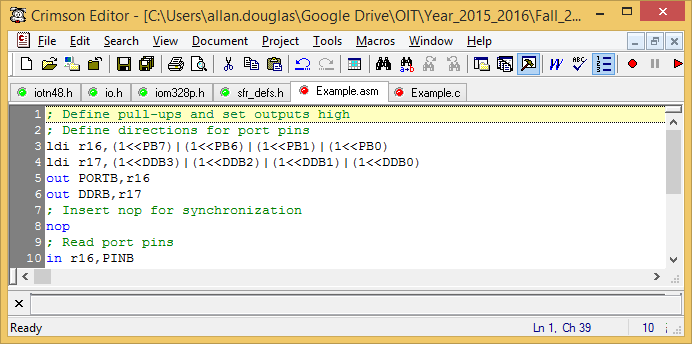 Crimson Editor - [C:\Users\allan.douglas\Google Drive\OIT\Year_2015_2016\Fall_2...
File Edit Search View Document Project Tools Macros Window Help
ABC
iotn48.h io.h iom328p.h sfr_defs.h Example.asm Example.c
1 ; Define pull-ups and set outputs high
2 ; Define directions for port pins
3 ldi r16,(1<<PB7)|(1<<PB6)|(1<<PB1)|(1<<PB0)
4 ldi r17,(1<<DDB3)|(1<<DDB2)|(1<<DDB1)|(1<<DDB0)
5 out PORTB,r16
6 out DDRB,r17
7 ; Insert nop for synchronization
8 nop
9 ; Read port pins
10 in r16,PINB
Ready Ln 1, Ch 39 10